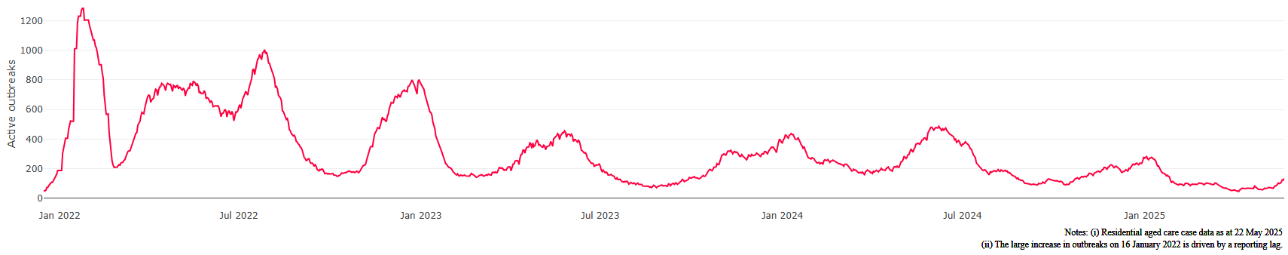 1200
1000
800
600
400
200
0
Active outbreaks
Jan 2022
Jul 2022
Jan 2023
Jul 2023
Jan 2024
Jul 2024
Jan 2025
Notes: (i) Residential aged care case data as at 22 May 2025
(ii) The large increase in outbreaks on 16 January 2022 is driven by a reporting lag.